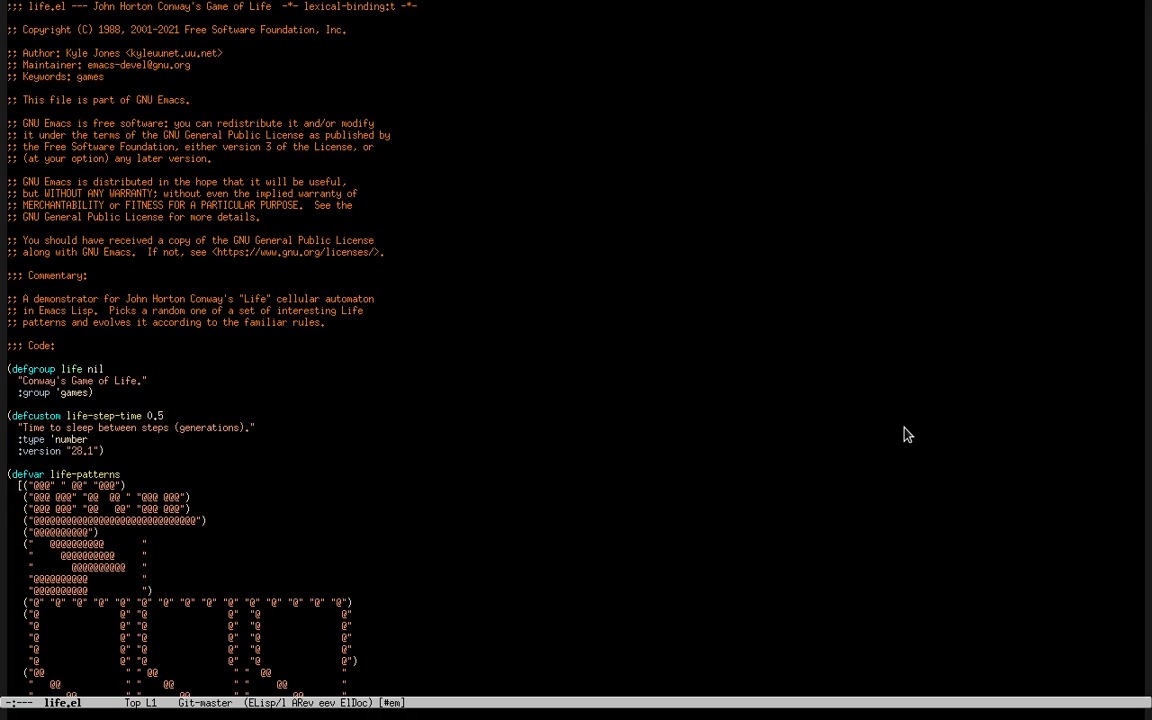 ;;; life.el --- John Horton Conway's Game of Life  -*- lexical-binding:t -*-
;; Copyright (C) 1988, 2001-2021 Free Software Foundation, Inc.
;; Author: Kyle Jones <kyleuunet.uu.net>
;; Maintainer: emacs-devel@gnu.org
;; Keywords: games
;; This file is part of GNU Emacs.
;; GNU Emacs is free software: you can redistribute it and/or modify
;; it under the terms of the GNU General Public License as published by
;; the Free Software Foundation, either version 3 of the License, or
;; (at your option) any later version.
;; GNU Emacs is distributed in the hope that it will be useful,
;; but WITHOUT ANY WARRANTY; without even the implied warranty of
;; MERCHANTABILITY or FITNESS FOR A PARTICULAR PURPOSE.  See the
;; GNU General Public License for more details.
;; You should have received a copy of the GNU General Public License
;; along with GNU Emacs.  If not, see <https://www.gnu.org/licenses/>.
;;; Commentary:
;; A demonstrator for John Horton Conway's "Life" cellular automaton
;; in Emacs Lisp.  Picks a random one of a set of interesting Life
;; patterns and evolves it according to the familiar rules.
;;; Code:
(defgroup life nil
  "Conway's Game of Life."
  :group 'games)
(defcustom life-step-time 0.5
  "Time to sleep between steps (generations)."
  :type 'number
  :version "28.1")
(defvar life-patterns
  [("@@@" " @@" "@@@")
   ("@@@ @@@" "@@  @@ " "@@@ @@@")
   ("@@@ @@@" "@@   @@" "@@@ @@@")
   ("@@@@@@@@@@@@@@@@@@@@@@@@@@@@@@")
   ("@@@@@@@@@@")
   ("   @@@@@@@@@@       "
    "     @@@@@@@@@@     "
    "       @@@@@@@@@@   "
    "@@@@@@@@@@          "
    "@@@@@@@@@@          ")
   ("@" "@" "@" "@" "@" "@" "@" "@" "@" "@" "@" "@" "@" "@" "@")
   ("@               @" "@               @"  "@               @"
    "@               @" "@               @"  "@               @"
    "@               @" "@               @"  "@               @"
    "@               @" "@               @"  "@               @"
    "@               @" "@               @"  "@               @")
   ("@@               " " @@              " "  @@             "
    "   @@            " "    @@           " "     @@          "
-:---  life.el        Top L1    Git-master  (ELisp/l ARev eev ElDoc) [#em]